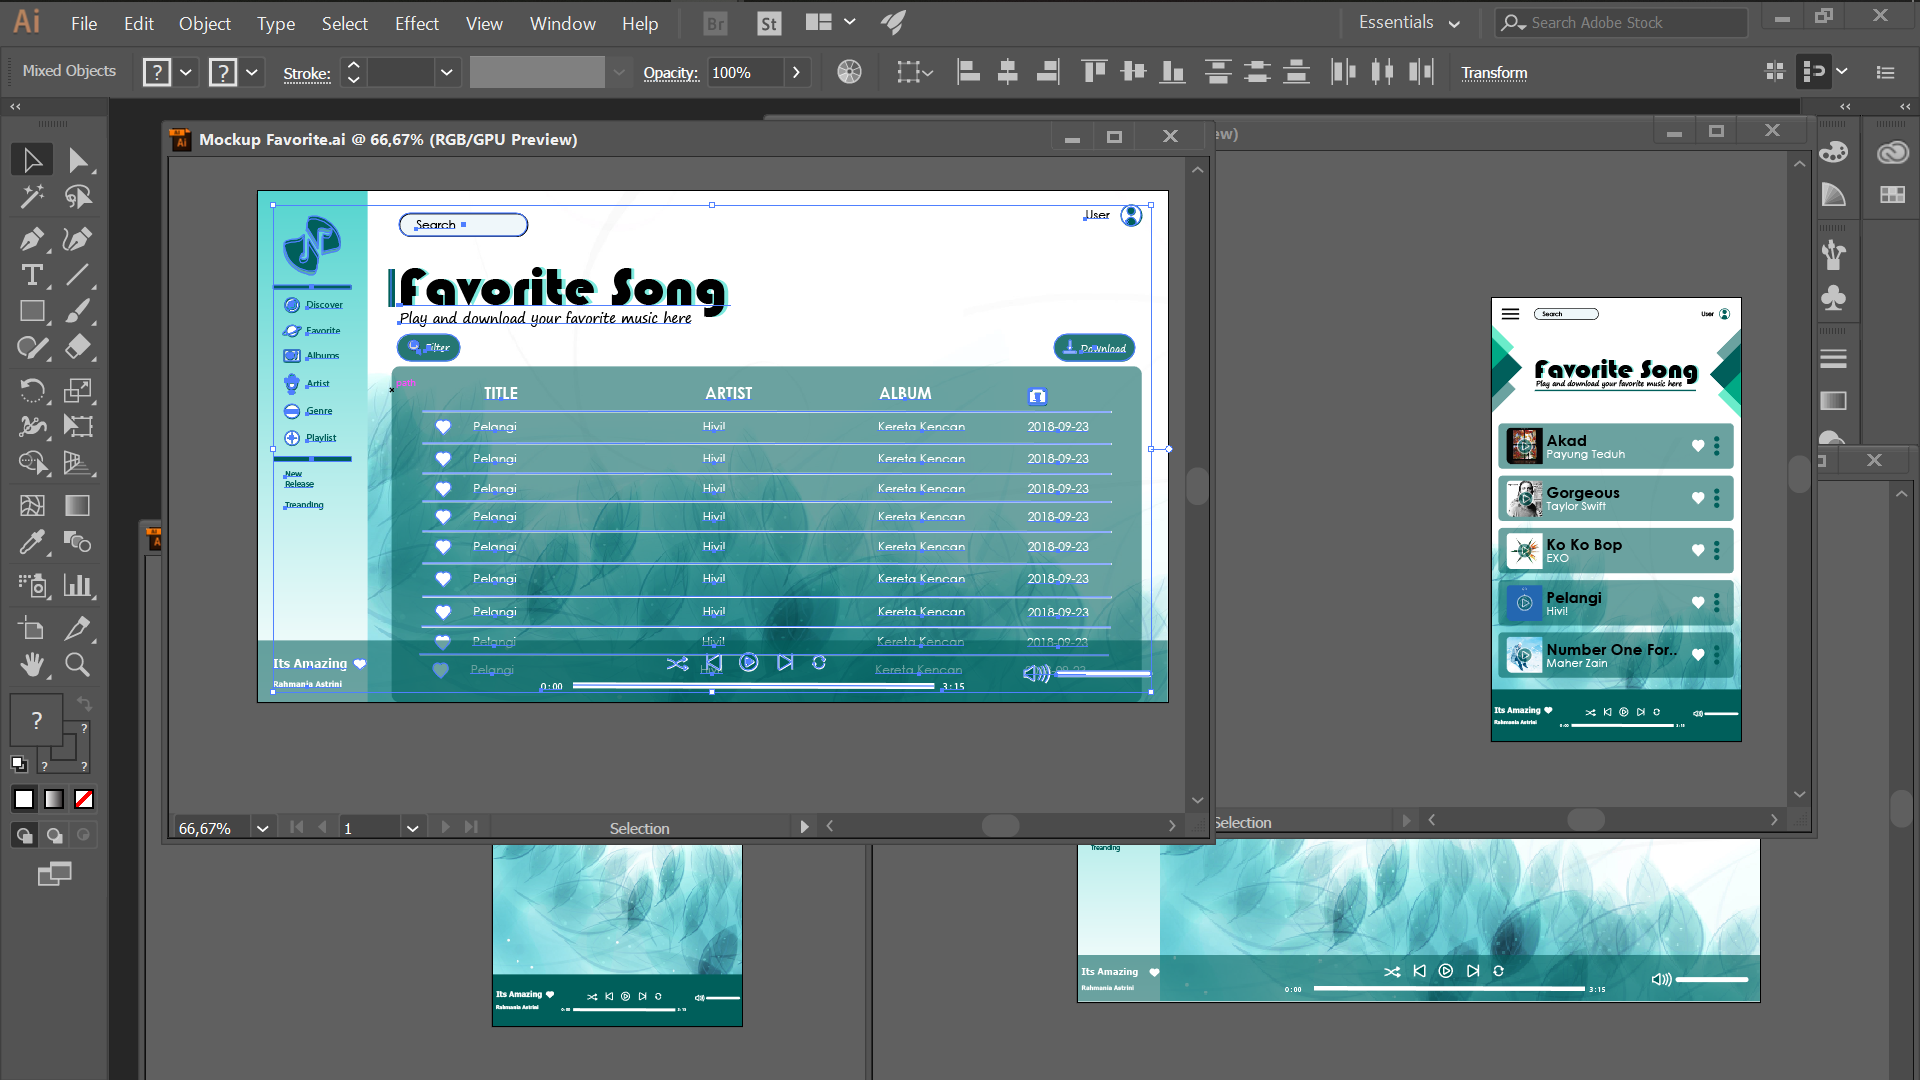 Ai File Edit Object Type Select Effect View Window Help Br St Essentials Search Adobe Stock
Mixed Objects ? ? Stroke: Opacity: 100% Transform
Mockup Favorite.ai @ 66,67% (RGB/GPU Preview)
Search User
Favorite Song
Play and download your favorite music here
Filter Download
Discover
Favorite
Albums
Artist
Genre
Playlist
New
Release
Treanding
TITLE ARTIST ALBUM
Pelangi Hivi! Kereta Kencan 2018-09-23
Pelangi Hivi! Kereta Kencan 2018-09-23
Pelangi Hivi! Kereta Kencan 2018-09-23
Pelangi Hivi! Kereta Kencan 2018-09-23
Pelangi Hivi! Kereta Kencan 2018-09-23
Pelangi Hivi! Kereta Kencan 2018-09-23
Pelangi Hivi! Kereta Kencan 2018-09-23
Pelangi Hivi! Kereta Kencan 2018-09-23
Pelangi Hivi! Kereta Kencan
Its Amazing
Rahmania Astrini
0:00 3:15
66,67% 1 Selection
ew)
Search User
Favorite Song
Play and download your favorite music here
Akad
Payung Teduh
Gorgeous
Taylor Swift
Ko Ko Bop
EXO
Pelangi
Hivi!
Number One For..
Maher Zain
Its Amazing
Rahmania Astrini
0:00 3:15
Selection
?
?
? ?
Its Amazing
Rahmania Astrini
0:00 3:15
Treanding
Its Amazing
Rahmania Astrini
0:00 3:15